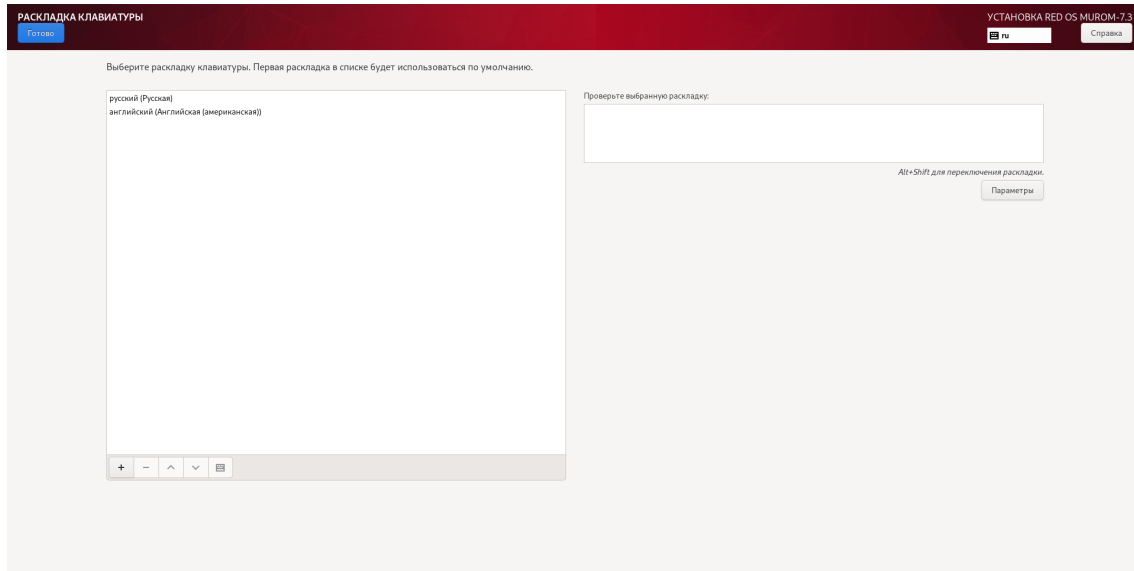 РАСКЛАДКА КЛАВИАТУРЫ
УСТАНОВКА RED OS MUROM-7.3
Готово
ru
Справка
Выберите раскладку клавиатуры. Первая раскладка в списке будет использоваться по умолчанию.
русский (Русская)
английский (Английская (американская))
Проверьте выбранную раскладку:
Alt+Shift для переключения раскладки.
Параметры